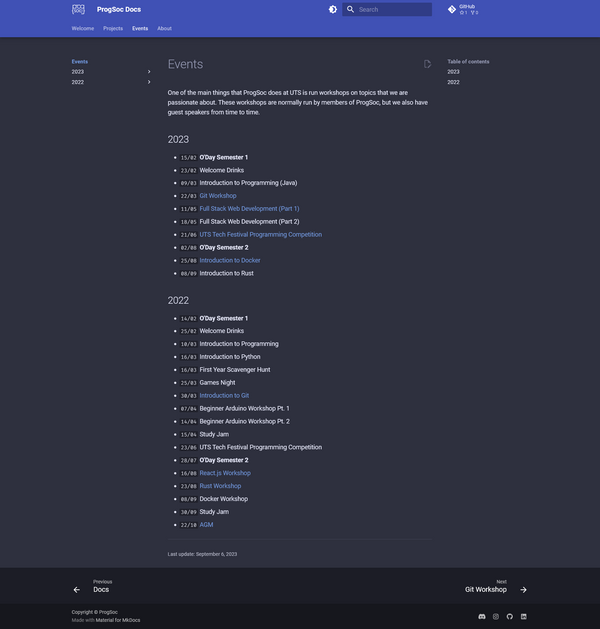 ProgSoc Docs
Search
GitHub
1 0
Welcome Projects Events About
Events
2023
2022
Events
One of the main things that ProgSoc does at UTS is run workshops on topics that we are
passionate about. These workshops are normally run by members of ProgSoc, but we also have
guest speakers from time to time.
2023
15/02 O'Day Semester 1
23/02 Welcome Drinks
09/03 Introduction to Programming (Java)
22/03 Git Workshop
11/05 Full Stack Web Development (Part 1)
18/05 Full Stack Web Development (Part 2)
21/06 UTS Tech Festival Programming Competition
02/08 O'Day Semester 2
25/08 Introduction to Docker
08/09 Introduction to Rust
2022
14/02 O'Day Semester 1
25/02 Welcome Drinks
10/03 Introduction to Programming
16/03 Introduction to Python
16/03 First Year Scavenger Hunt
25/03 Games Night
30/03 Introduction to Git
07/04 Beginner Arduino Workshop Pt. 1
14/04 Beginner Arduino Workshop Pt. 2
15/04 Study Jam
23/06 UTS Tech Festival Programming Competition
28/07 O'Day Semester 2
16/08 React.js Workshop
23/08 Rust Workshop
08/09 Docker Workshop
30/09 Study Jam
22/10 AGM
Last update: September 6, 2023
Table of contents
2023
2022
Previous
Docs
Next
Git Workshop
Copyright © ProgSoc
Made with Material for MkDocs